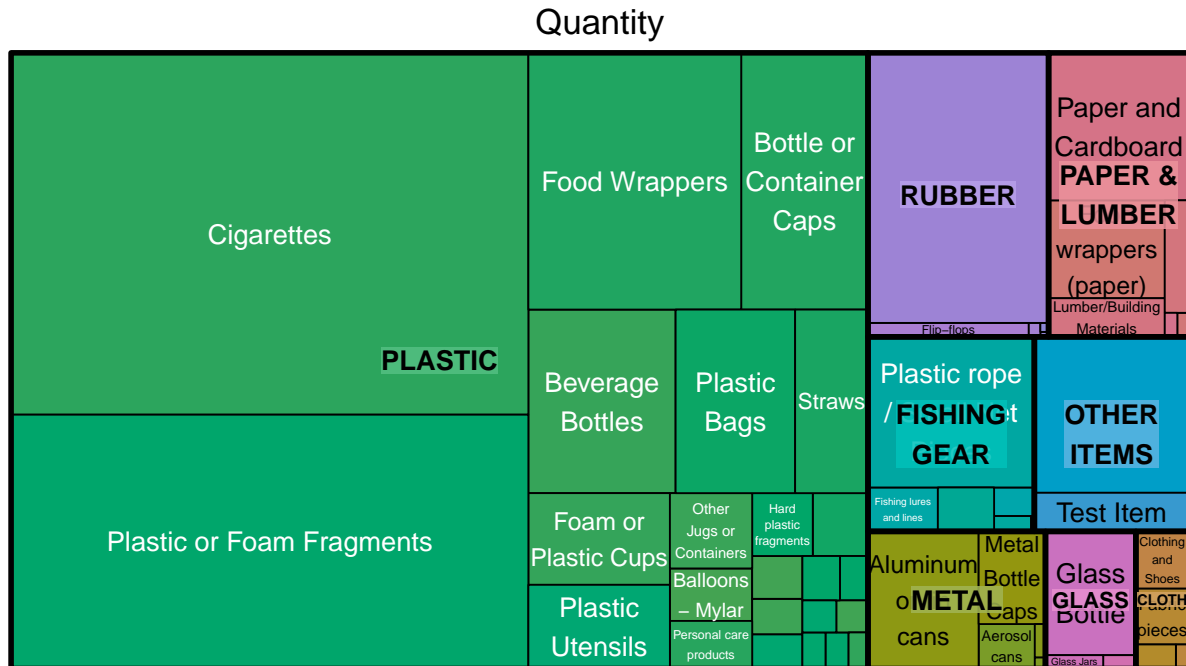 Quantity
Cigarettes
PLASTIC
Plastic or Foam Fragments
Food Wrappers
Bottle or
Container
Caps
Beverage
Bottles
Plastic
Bags
Straws
Foam or
Plastic Cups
Plastic
Utensils
Other
Jugs or
Containers
Balloons
– Mylar
Personal care
products
Hard
plastic
fragments
RUBBER
Flip−flops
Paper and
Cardboard
PAPER &
LUMBER
wrappers
(paper)
Lumber/Building
Materials
Plastic rope
/
FISHING
GEAR
Fishing lures
and lines
OTHER
ITEMS
Test Item
Aluminum
METAL
cans
Metal
Bottle
Caps
Aerosol
cans
Glass
GLASS
Bottle
Glass Jars
Clothing
and
Shoes
CLOTH
pieces